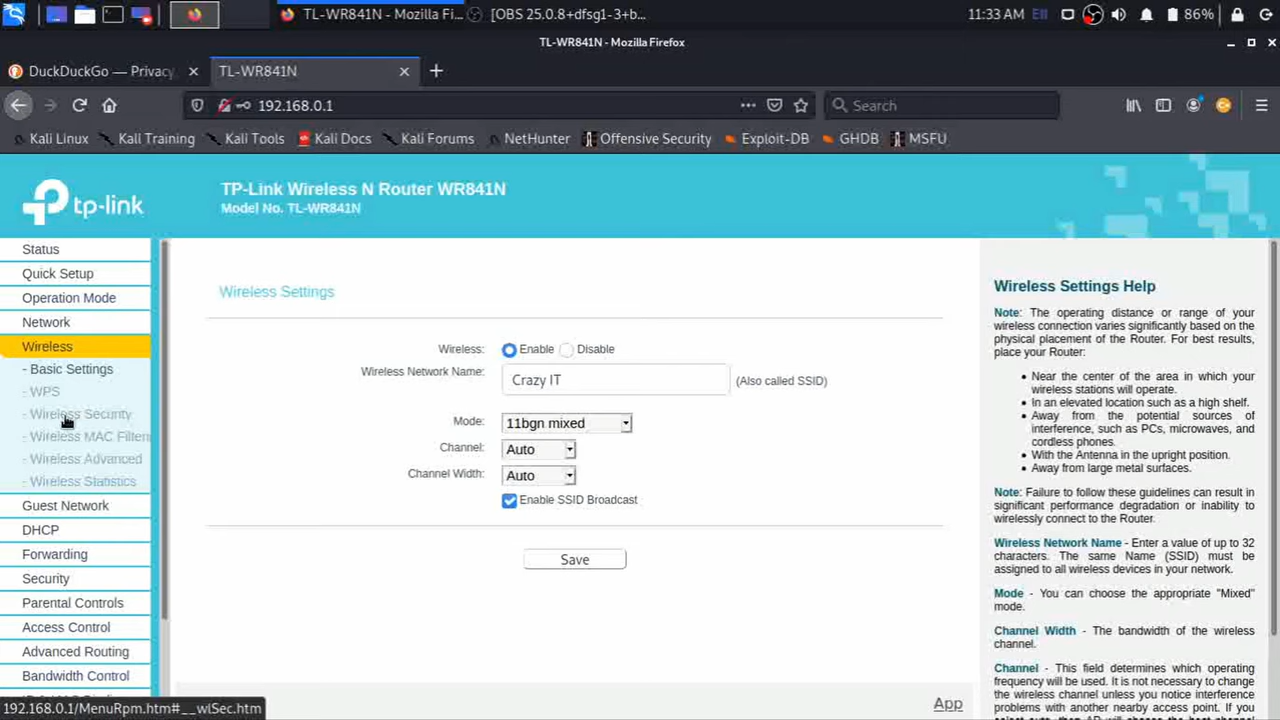 TL-WR841N - Mozilla Fi...
[OBS 25.0.8+dfsg1-3+b...
11:33 AM
EN
86%
TL-WR841N - Mozilla Firefox
DuckDuckGo — Privacy,
TL-WR841N
192.168.0.1
Search
Kali Linux
Kali Training
Kali Tools
Kali Docs
Kali Forums
NetHunter
Offensive Security
Exploit-DB
GHDB
MSFU
tp-link
TP-Link Wireless N Router WR841N
Model No. TL-WR841N
Status
Quick Setup
Operation Mode
Network
Wireless
- Basic Settings
- WPS
- Wireless Security
- Wireless MAC Filterin
- Wireless Advanced
- Wireless Statistics
Guest Network
DHCP
Forwarding
Security
Parental Controls
Access Control
Advanced Routing
Bandwidth Control
192.168.0.1/MenuRpm.htm#__wlSec.htm
Wireless Settings
Wireless: Enable Disable
Wireless Network Name: Crazy IT (Also called SSID)
Mode: 11bgn mixed
Channel: Auto
Channel Width: Auto
Enable SSID Broadcast
Save
App
Wireless Settings Help
Note: The operating distance or range of your
wireless connection varies significantly based on the
physical placement of the Router. For best results,
place your Router:
Near the center of the area in which your
wireless stations will operate.
In an elevated location such as a high shelf.
Away from the potential sources of
interference, such as PCs, microwaves, and
cordless phones.
With the Antenna in the upright position.
Away from large metal surfaces.
Note: Failure to follow these guidelines can result in
significant performance degradation or inability to
wirelessly connect to the Router.
Wireless Network Name - Enter a value of up to 32
characters. The same Name (SSID) must be
assigned to all wireless devices in your network.
Mode - You can choose the appropriate "Mixed"
mode.
Channel Width - The bandwidth of the wireless
channel.
Channel - This field determines which operating
frequency will be used. It is not necessary to change
the wireless channel unless you notice interference
problems with another nearby access point. If you